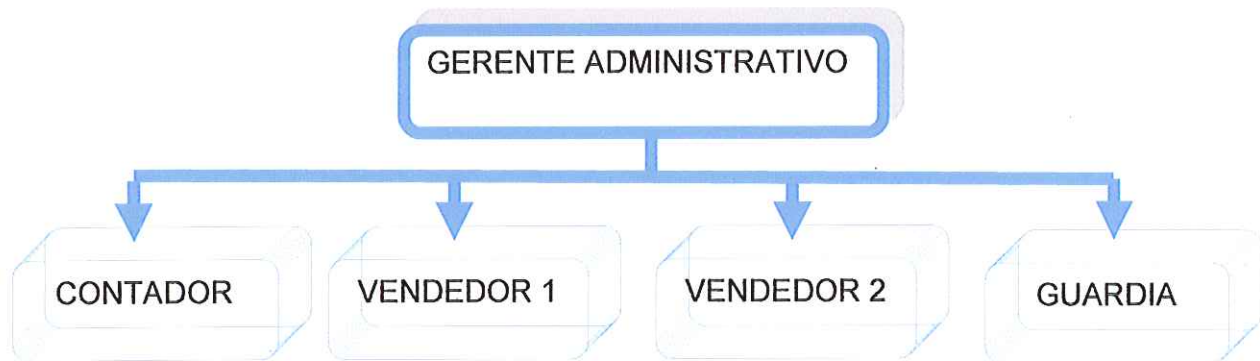 GERENTE ADMINISTRATIVO
CONTADOR
VENDEDOR 1
VENDEDOR 2
GUARDIA